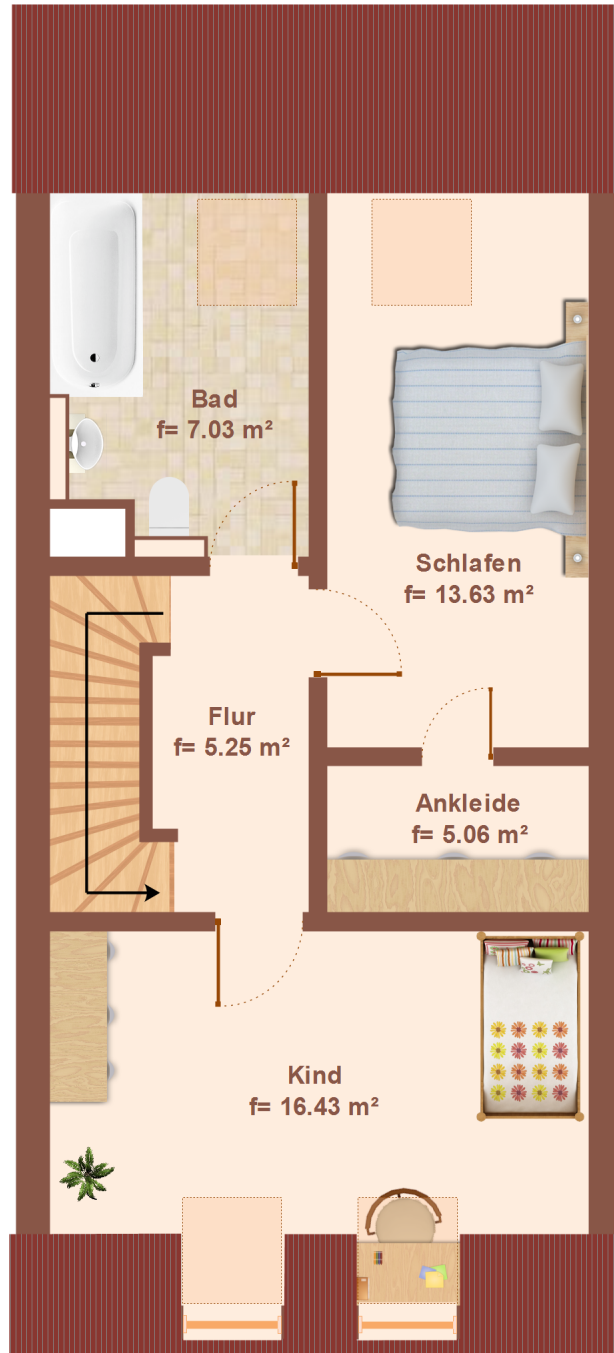 Bad
f= 7.03 m²
Schlafen
f= 13.63 m²
Flur
f= 5.25 m²
Ankleide
f= 5.06 m²
Kind
f= 16.43 m²